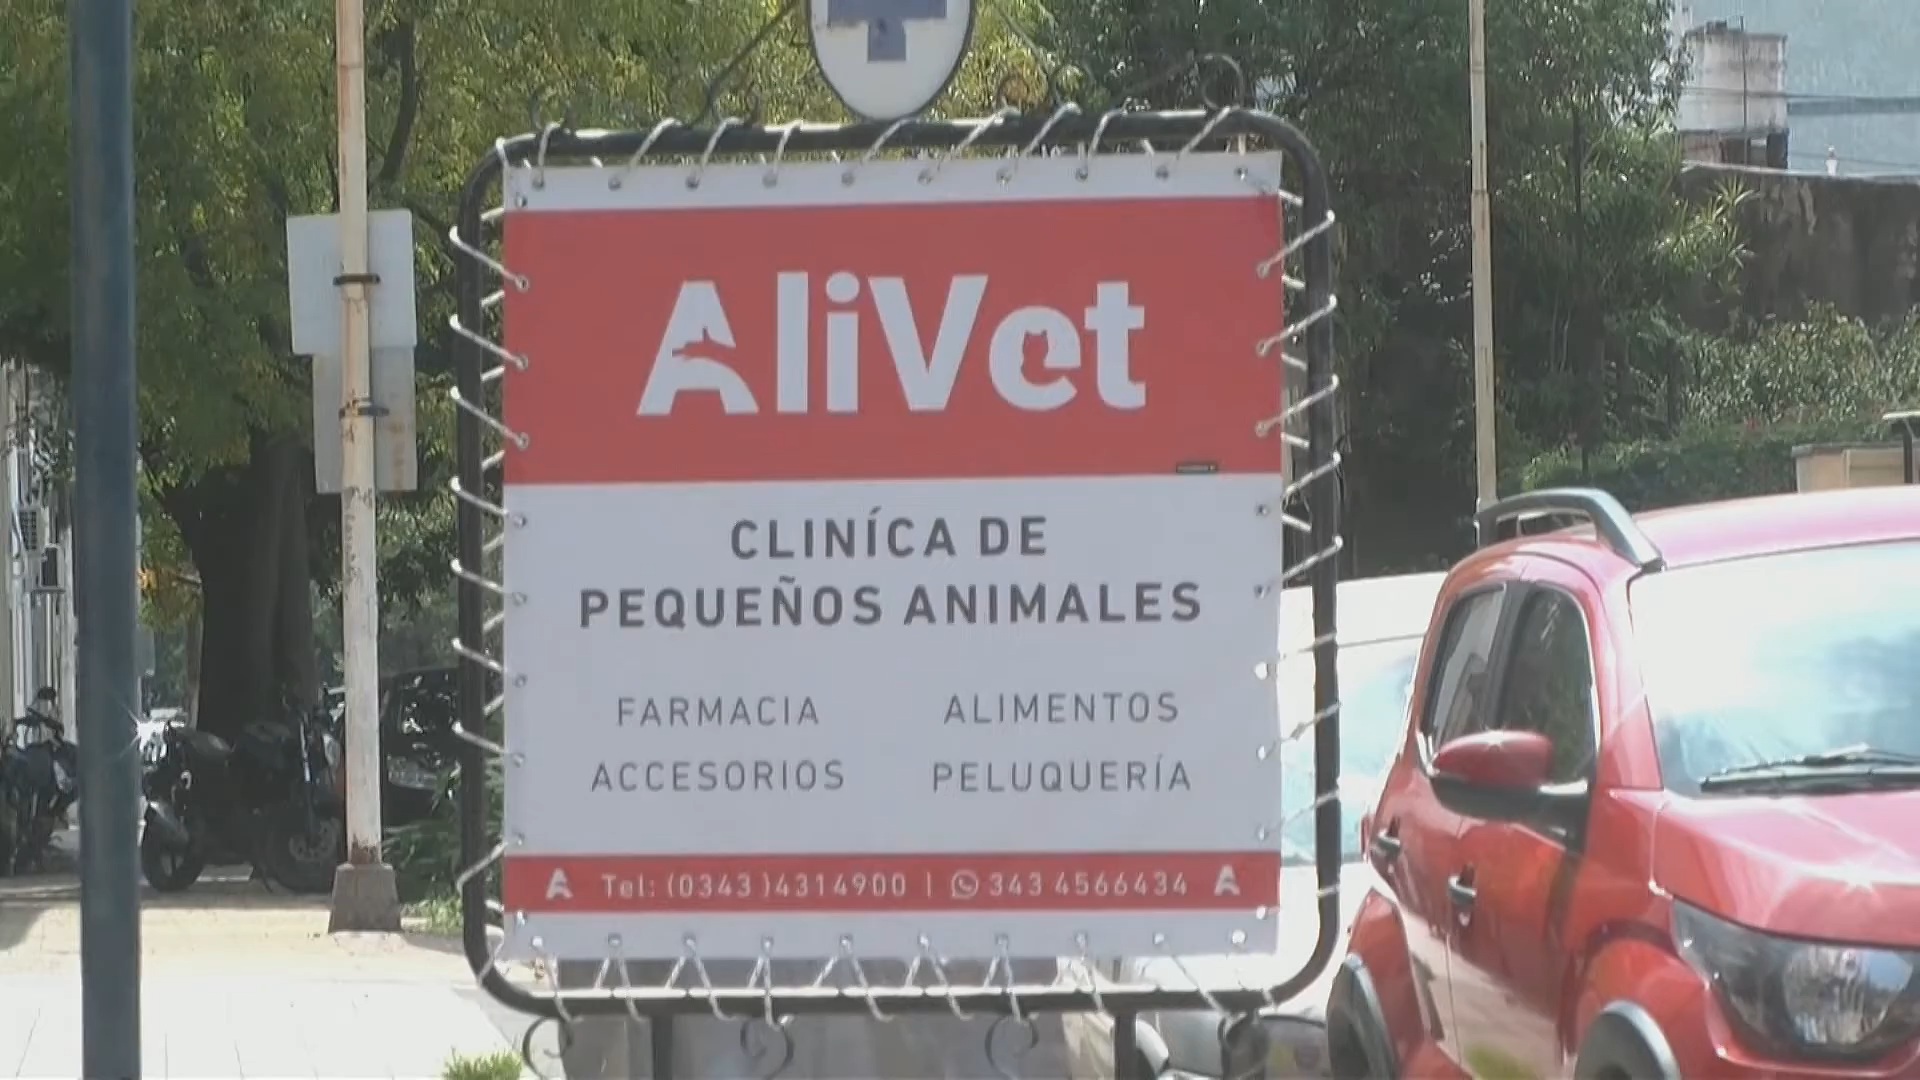 AliVet
CLINÍCA DE
PEQUEÑOS ANIMALES
FARMACIA ALIMENTOS
ACCESORIOS PELUQUERÍA
Tel: (0343)4314900 | 343 4566434